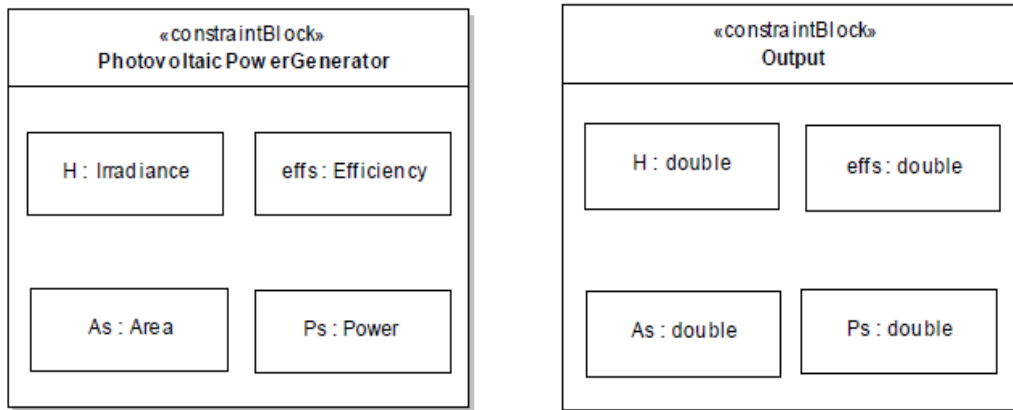 «constraintBlock»
PhotovoltaicPowerGenerator
H : Irradiance
effs : Efficiency
As : Area
Ps : Power
«constraintBlock»
Output
H : double
effs : double
As : double
Ps : double